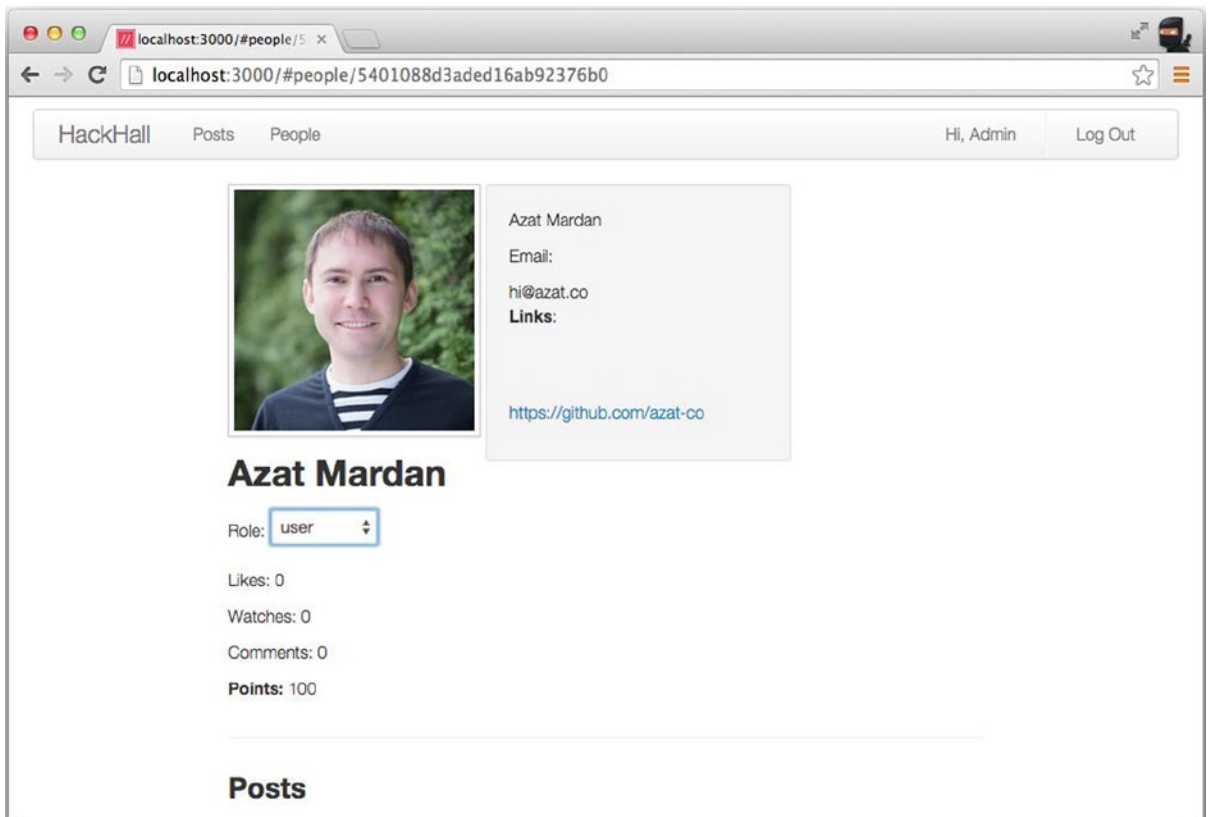 localhost:3000/#people/5
localhost:3000/#people/5401088d3aded16ab92376b0
HackHall Posts People Hi, Admin Log Out
Azat Mardan
Email:
hi@azat.co
Links:
https://github.com/azat-co
Azat Mardan
Role: user
Likes: 0
Watches: 0
Comments: 0
Points: 100
Posts